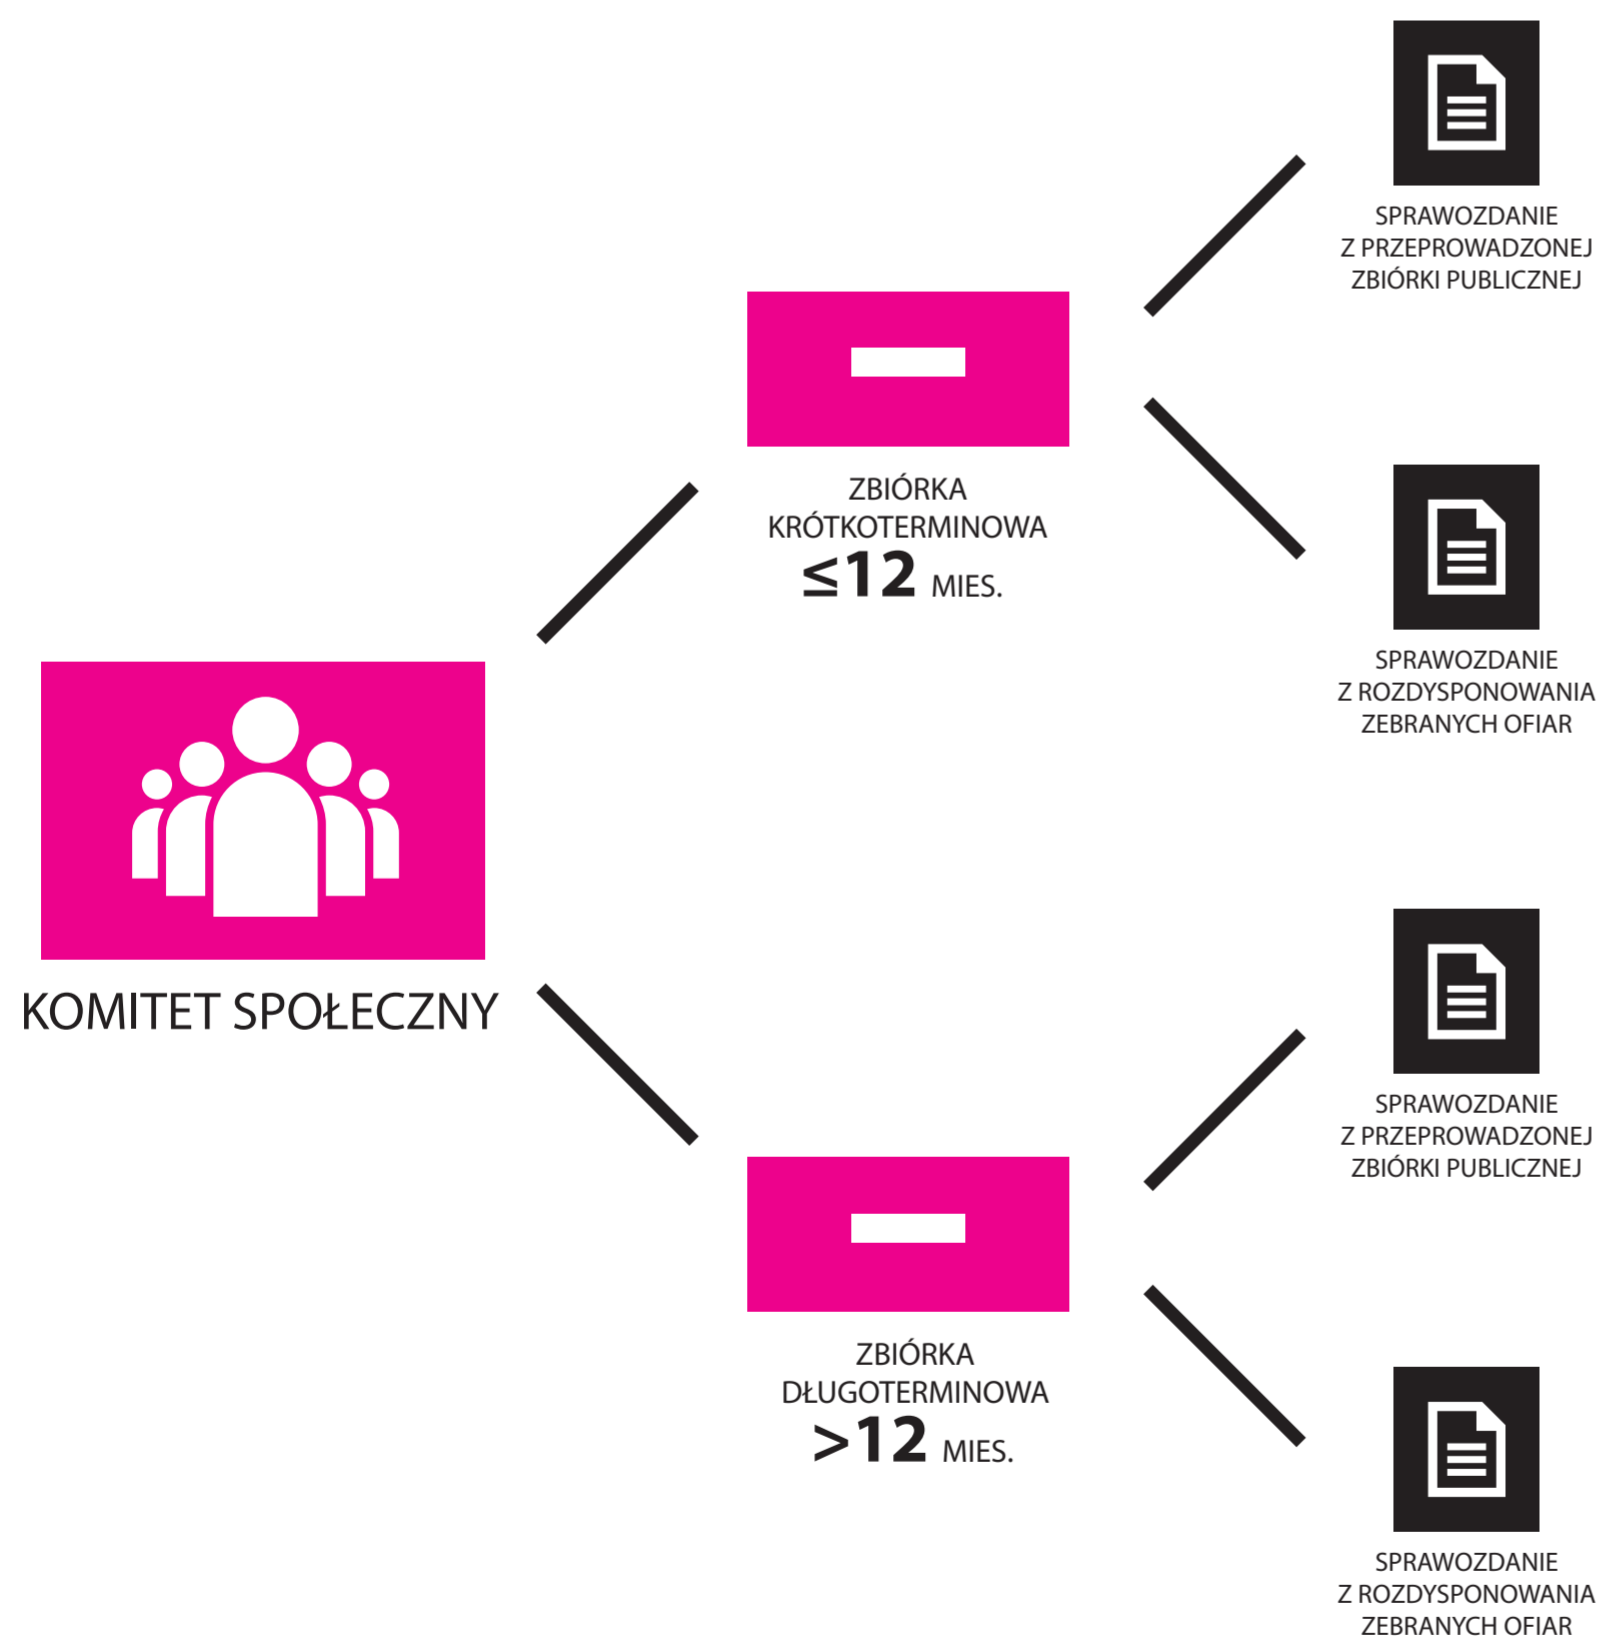 KOMITET SPOŁECZNY
ZBIÓRKA
KRÓTKOTERMINOWA
≤12 MIES.
SPRAWOZDANIE
Z PRZEPROWADZONEJ
ZBIÓRKI PUBLICZNEJ
SPRAWOZDANIE
Z ROZDYSPONOWANIA
ZEBRANYCH OFIAR
ZBIÓRKA
DŁUGOTERMINOWA
>12 MIES.
SPRAWOZDANIE
Z PRZEPROWADZONEJ
ZBIÓRKI PUBLICZNEJ
SPRAWOZDANIE
Z ROZDYSPONOWANIA
ZEBRANYCH OFIAR